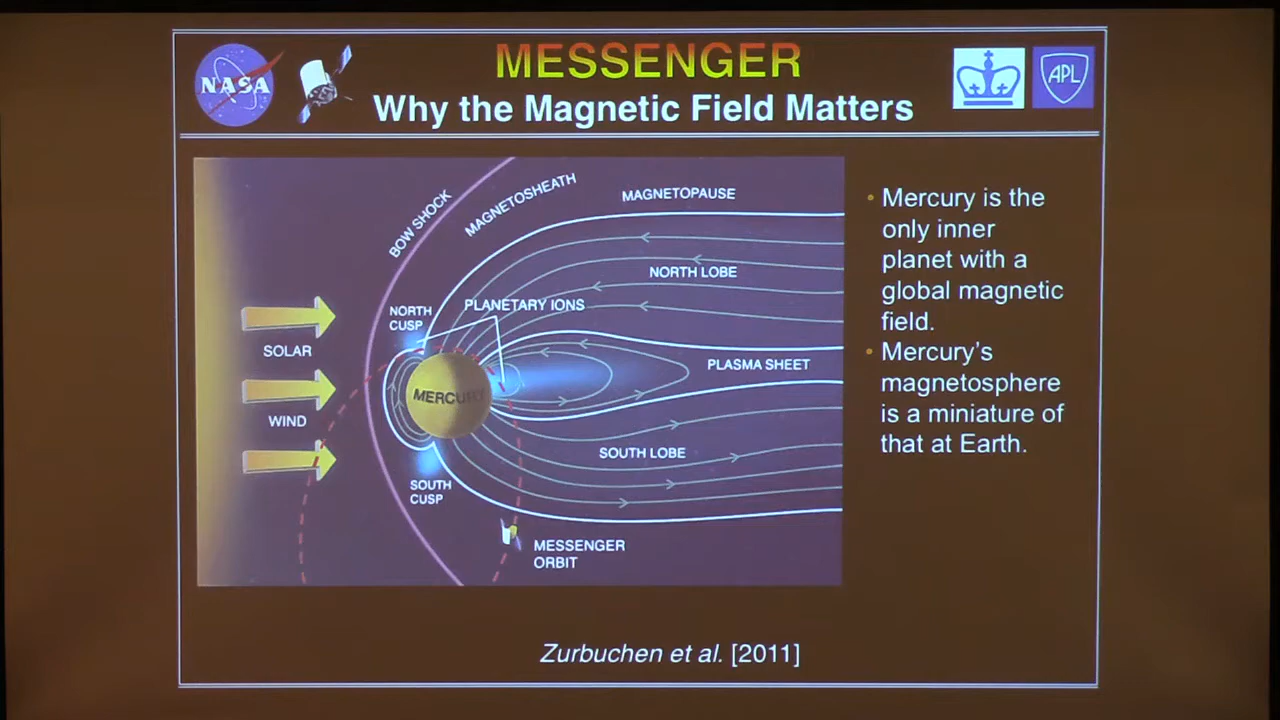 NASA
MESSENGER
Why the Magnetic Field Matters
APL
BOW SHOCK
MAGNETOSHEATH
MAGNETOPAUSE
NORTH LOBE
NORTH
CUSP
PLANETARY IONS
SOLAR
WIND
MERCURY
PLASMA SHEET
SOUTH LOBE
SOUTH
CUSP
MESSENGER
ORBIT
• Mercury is the
only inner
planet with a
global magnetic
field.
• Mercury's
magnetosphere
is a miniature of
that at Earth.
Zurbuchen et al. [2011]